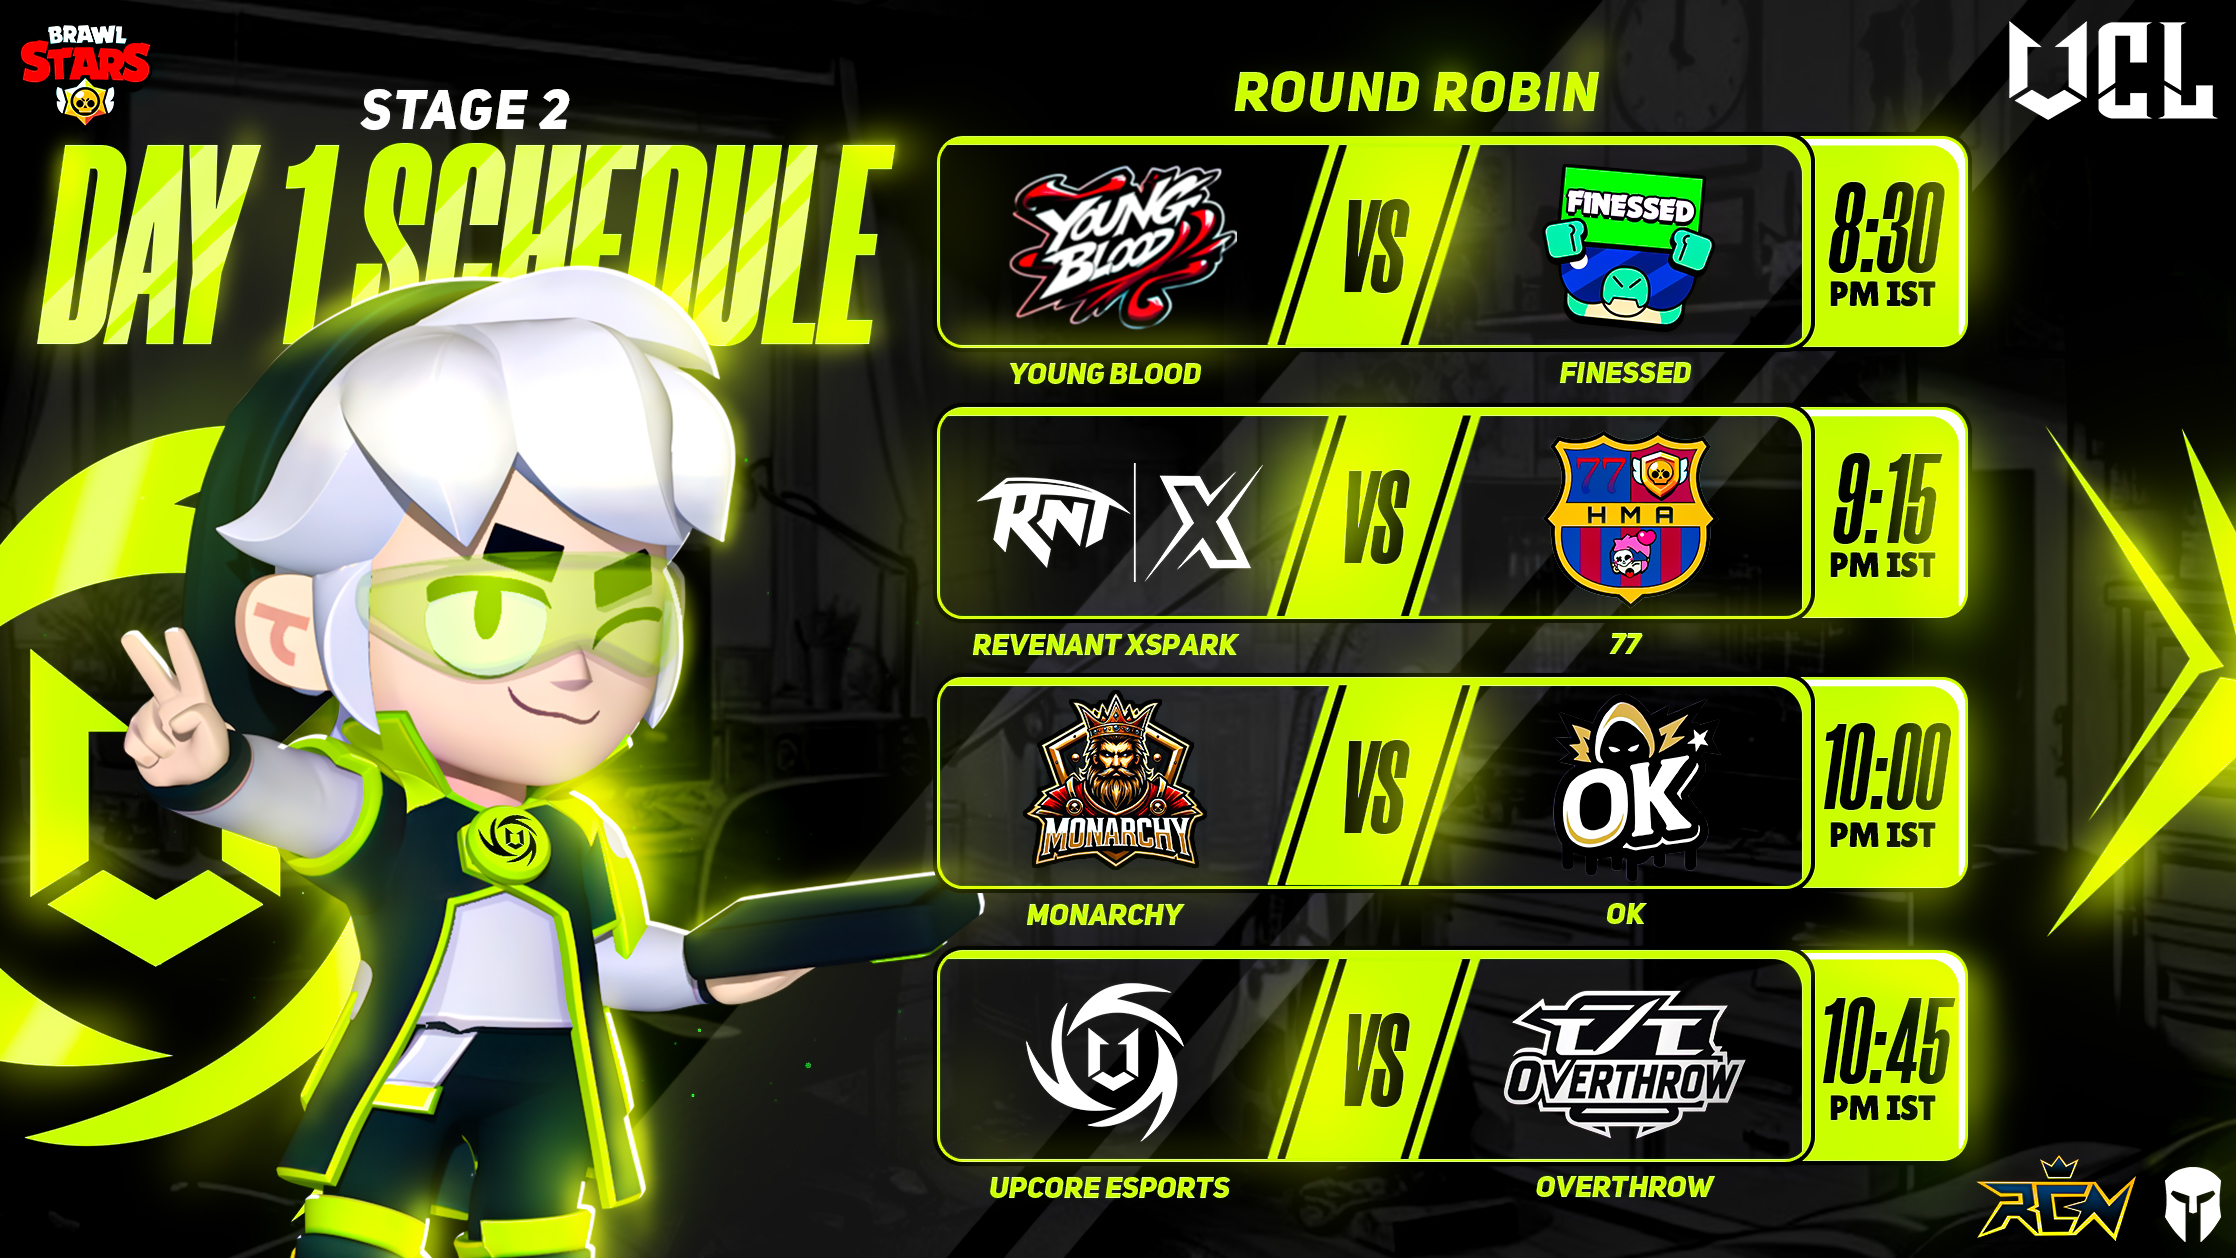 BRAWL
STARS
STAGE 2
DAY 1 SCHEDULE
ROUND ROBIN
UCL
YOUNG
BLOOD
VS
FINESSED
8:30
PM IST
YOUNG BLOOD
FINESSED
RNT X
VS
77
HMA
9:15
PM IST
REVENANT XSPARK
77
MONARCHY
VS
OK
10:00
PM IST
MONARCHY
OK
U
VS
OVERTHROW
10:45
PM IST
UPCORE ESPORTS
OVERTHROW
RCN